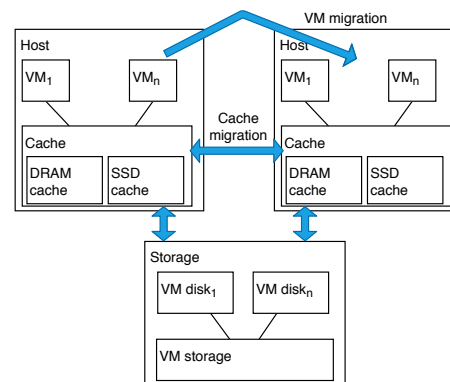 VM migration
Host
Host
VM1
VMn
VM1
VMn
Cache migration
Cache
DRAM cache
SSD cache
Cache
DRAM cache
SSD cache
Storage
VM disk1
VM diskn
VM storage